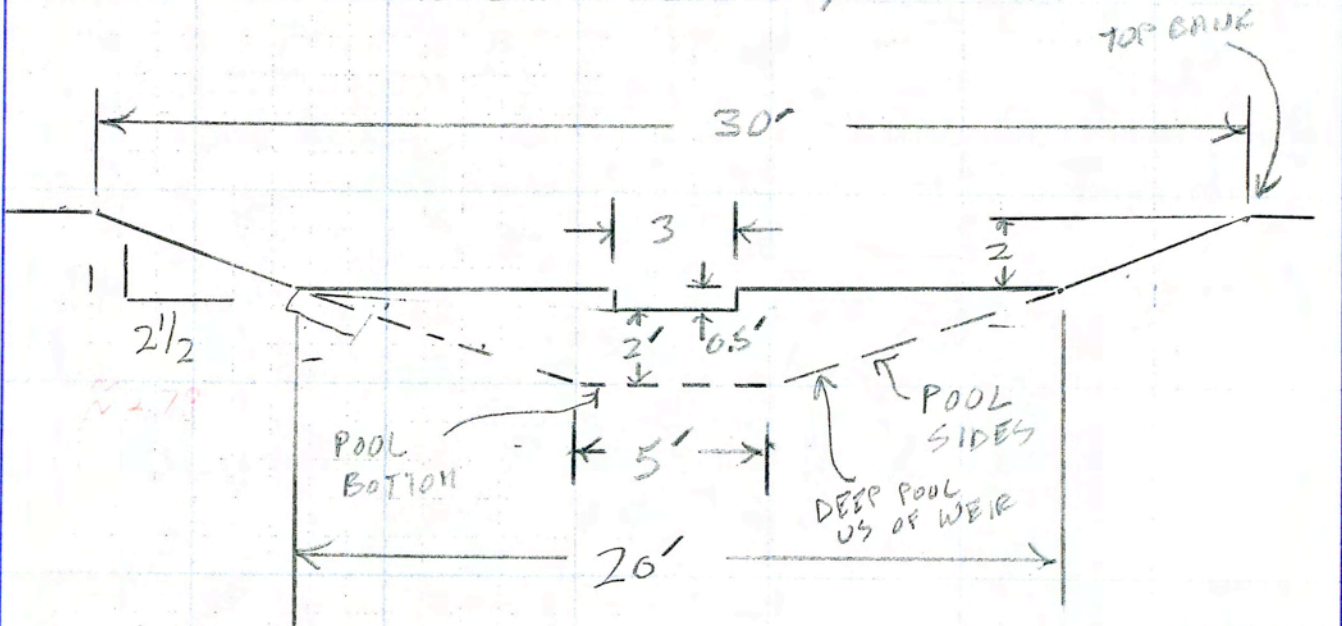 TOP BANK
30'
3
2
1
2 1/2
2'
0.5'
POOL
SIDES
POOL
BOTTOM
5'
DEEP POOL
US OF WEIR
20'